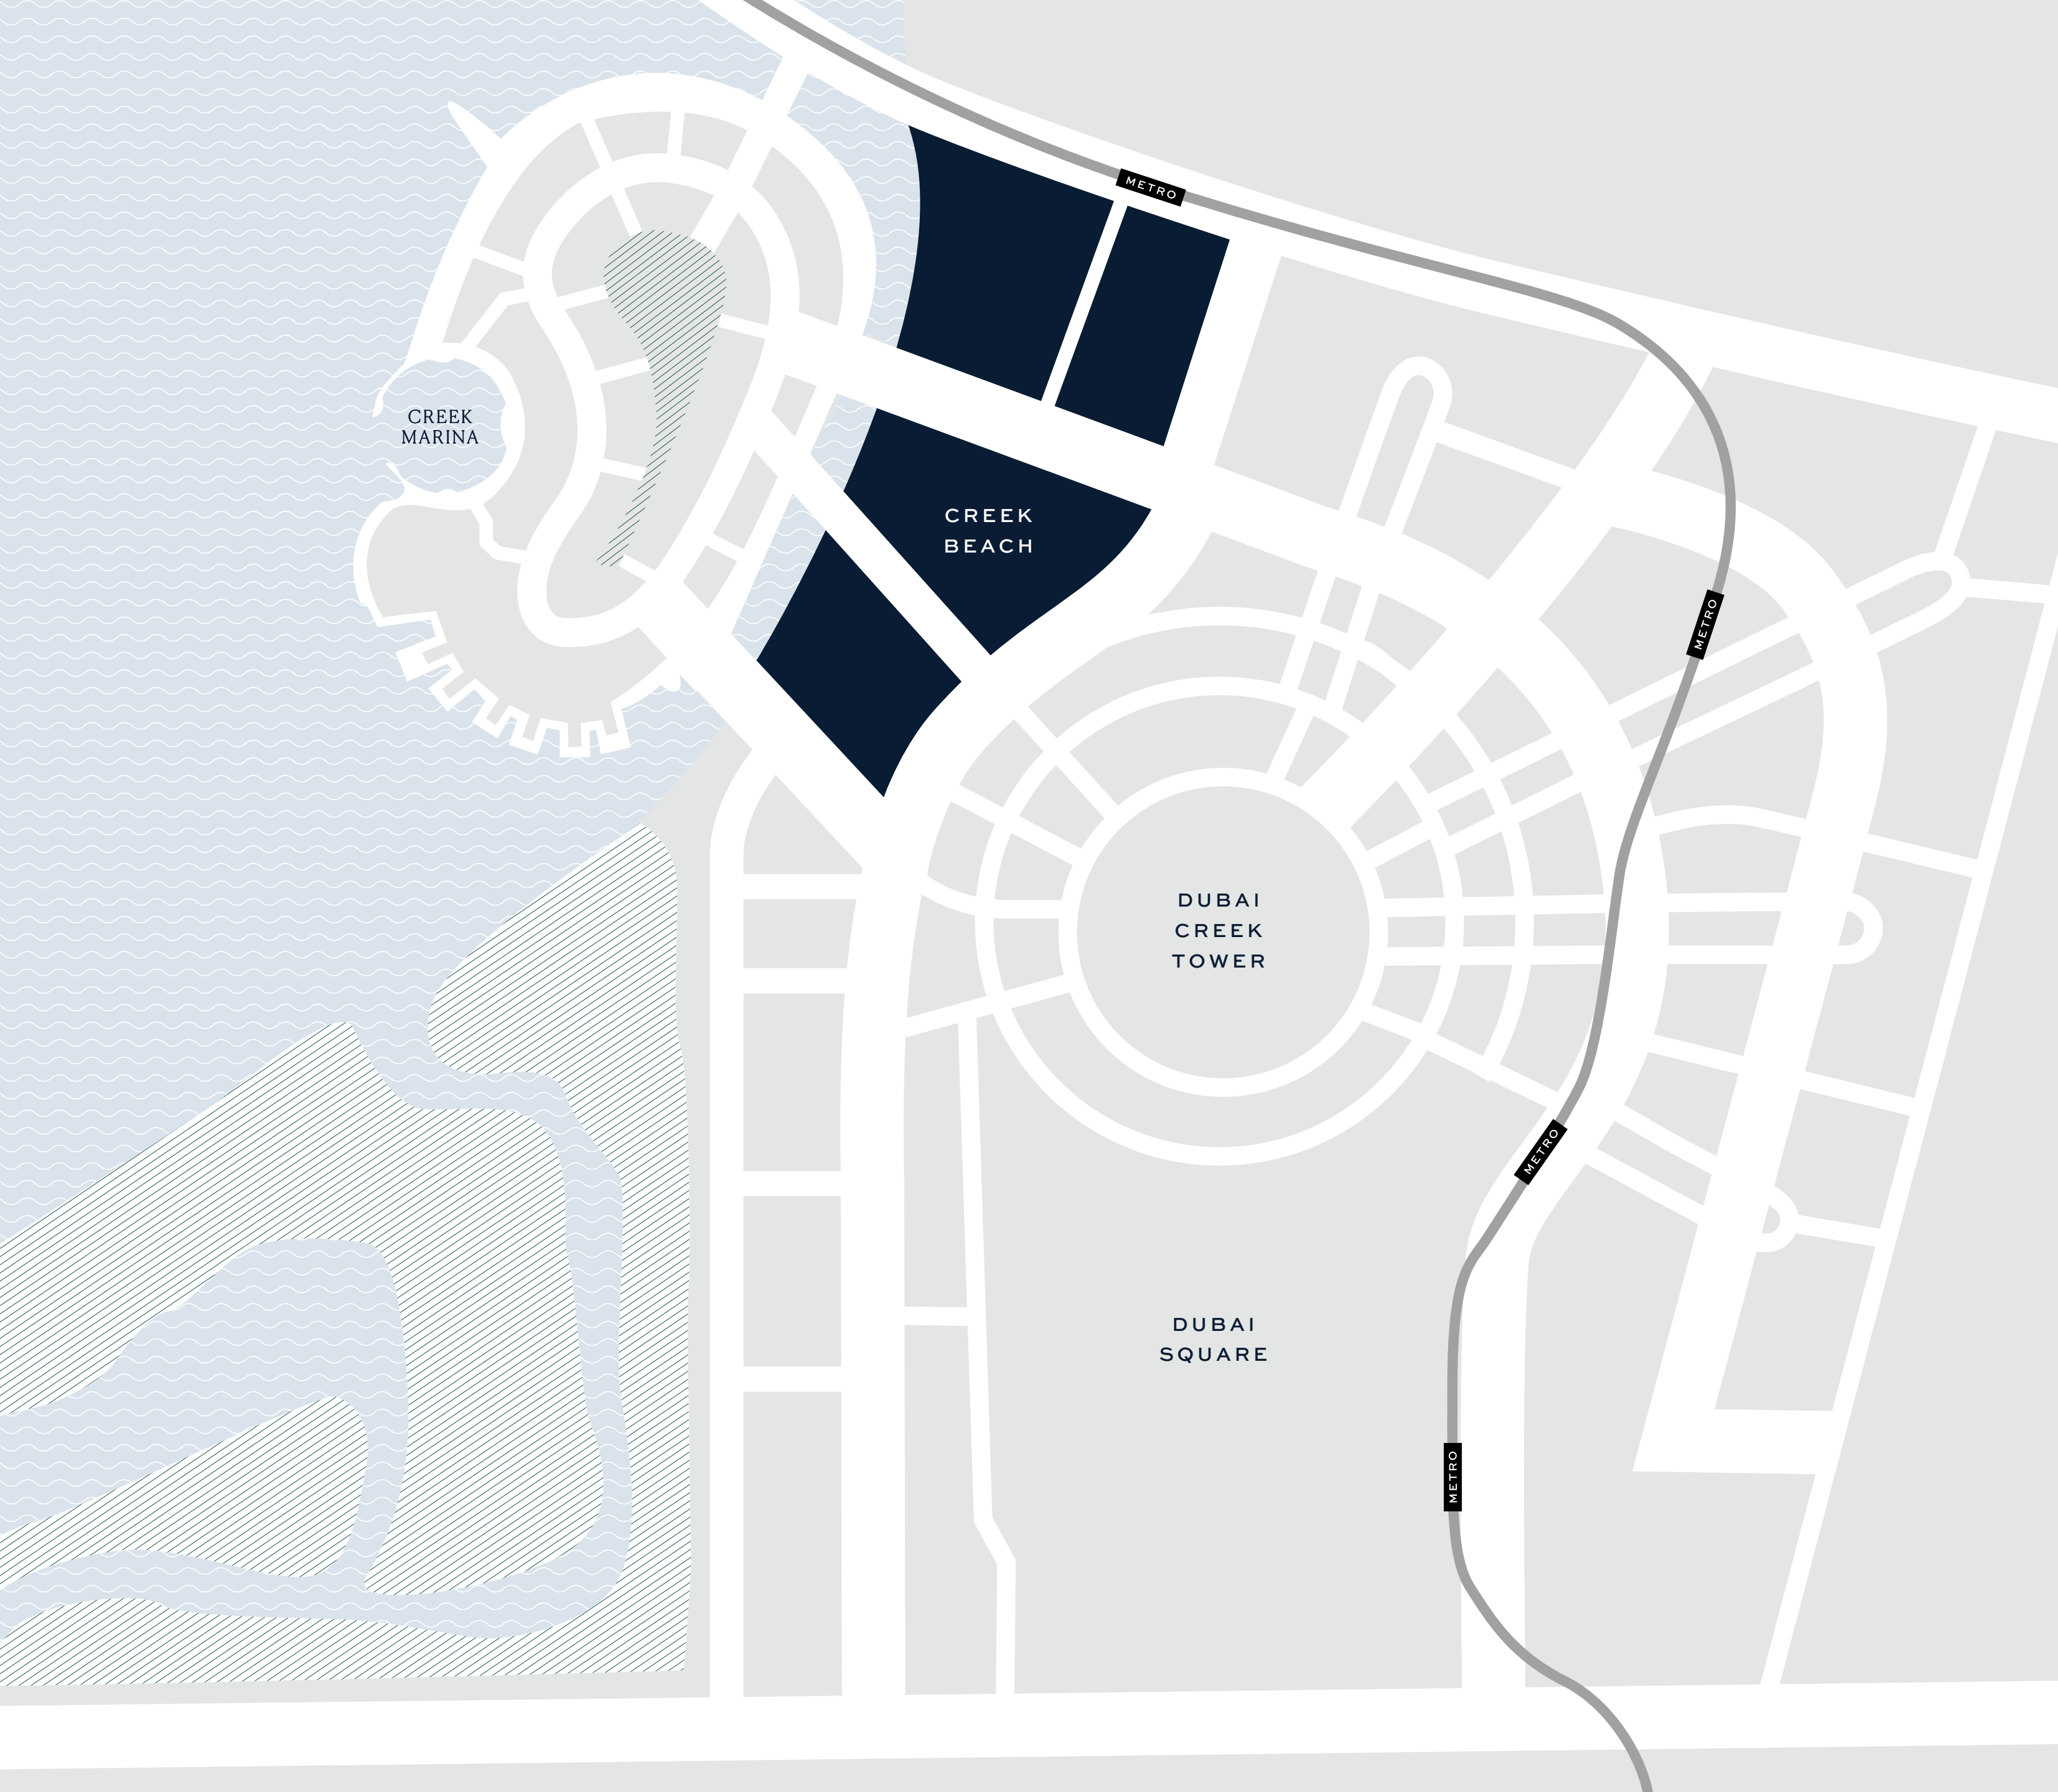 METRO
CREEK
MARINA
CREEK
BEACH
METRO
DUBAI
CREEK
TOWER
METRO
DUBAI
SQUARE
METRO